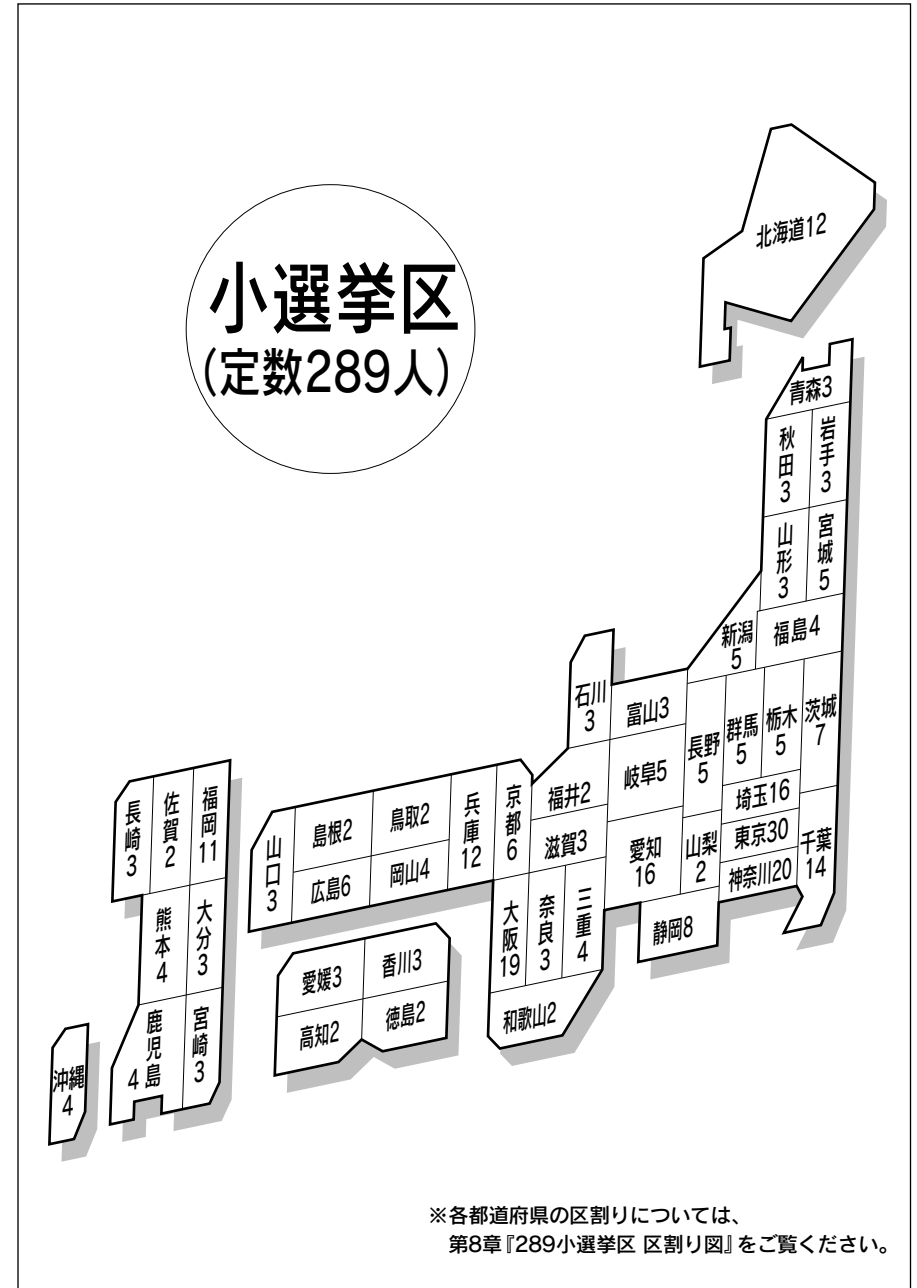 小選挙区
(定数289人)
北海道12
青森3
秋田3
岩手3
山形3
宮城5
新潟5
福島4
石川3
富山3
長野5
群馬5
栃木5
茨城7
福井2
岐阜5
埼玉16
滋賀3
愛知16
山梨2
東京30
千葉14
神奈川20
静岡8
京都6
兵庫12
鳥取2
島根2
山口3
岡山4
広島6
大阪19
奈良3
三重4
和歌山2
愛媛3
香川3
高知2
徳島2
福岡11
佐賀2
長崎3
熊本4
大分3
鹿児島4
宮崎3
沖縄4
※各都道府県の区割りについては、
第8章『289小選挙区 区割り図』をご覧ください。